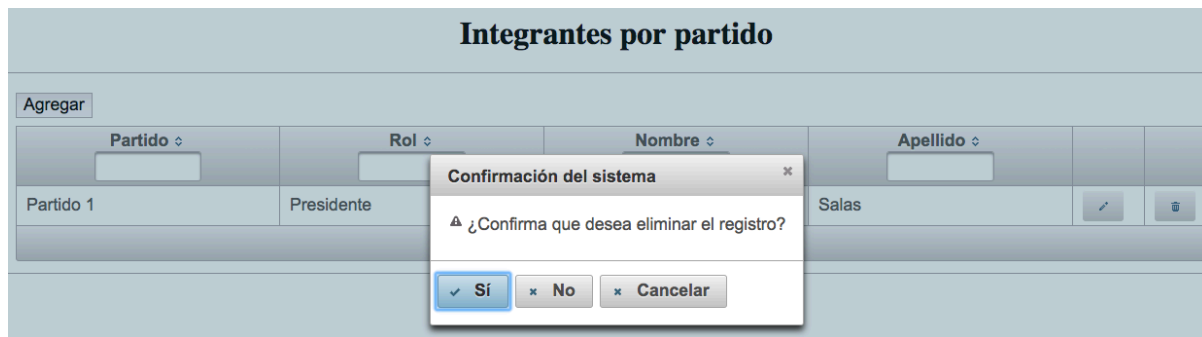 Integrantes por partido
Agregar
Partido Rol Nombre Apellido
Partido 1 Presidente Salas
Confirmación del sistema
¿Confirma que desea eliminar el registro?
Sí No Cancelar